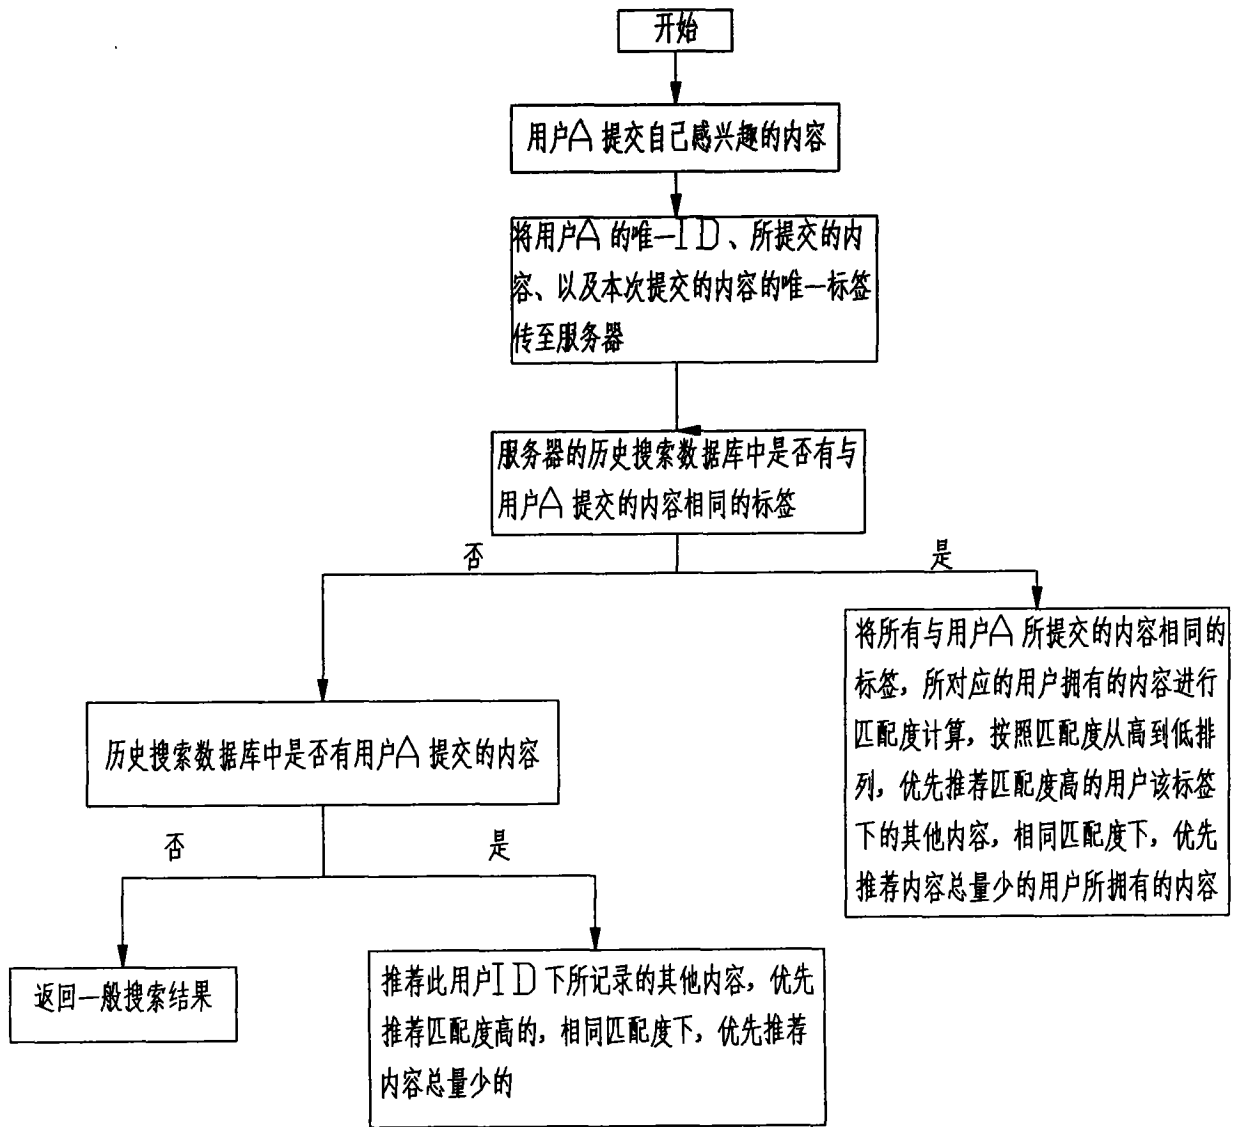 开始
用户A提交自己感兴趣的内容
将用户A的唯一ID、所提交的内
容、以及本次提交的内容的唯一标签
传至服务器
服务器的历史搜索数据库中是否有与
用户A提交的内容相同的标签
否
是
将所有与用户A所提交的内容相同的
标签，所对应的用户拥有的内容进行
匹配度计算，按照匹配度从高到低排
列，优先推荐匹配度高的用户该标签
下的其他内容，相同匹配度下，优先
推荐内容总量少的用户所拥有的内容
历史搜索数据库中是否有用户A提交的内容
否
是
返回一般搜索结果
推荐此用户ID下所记录的其他内容，优先
推荐匹配度高的，相同匹配度下，优先推荐
内容总量少的